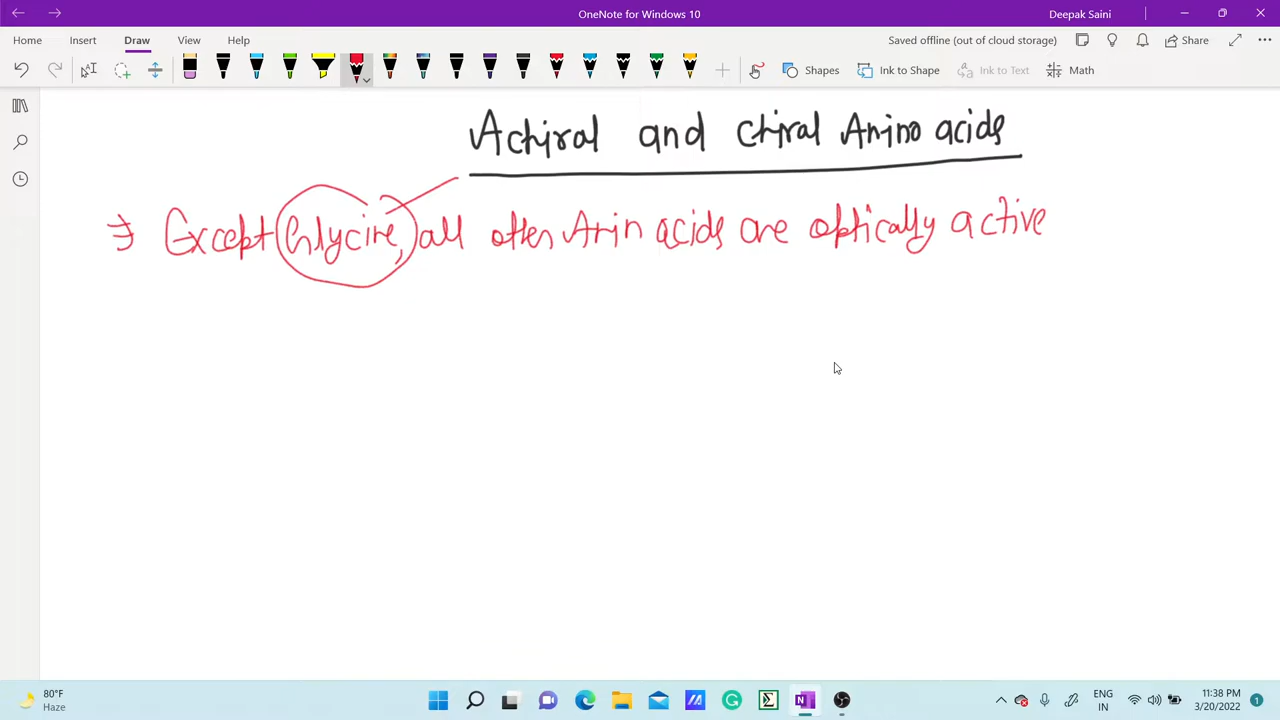 OneNote for Windows 10
Deepak Saini
Home Insert Draw View Help
Saved offline (out of cloud storage)
Share
Shapes
Ink to Shape
Ink to Text
Math
Achiral and Chiral Amino acids
⇒ Except Glycine, all other Amin acids are optically active
80°F
Haze
ENG
IN
11:38 PM
3/20/2022
1